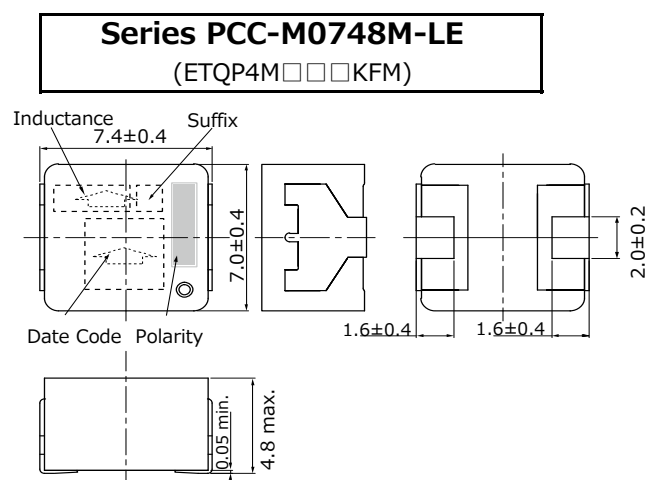 Series PCC-M0748M-LE
(ETQP4M□□□KFM)
Inductance
Suffix
7.4±0.4
7.0±0.4
2.0±0.2
1.6±0.4
1.6±0.4
Date Code
Polarity
0.05 min.
4.8 max.